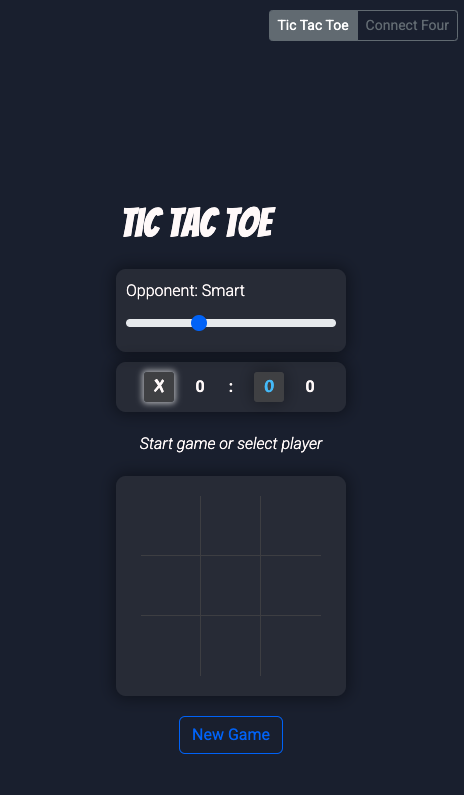 Tic Tac Toe Connect Four
TIC TAC TOE
Opponent: Smart
X 0 : O 0
Start game or select player
New Game